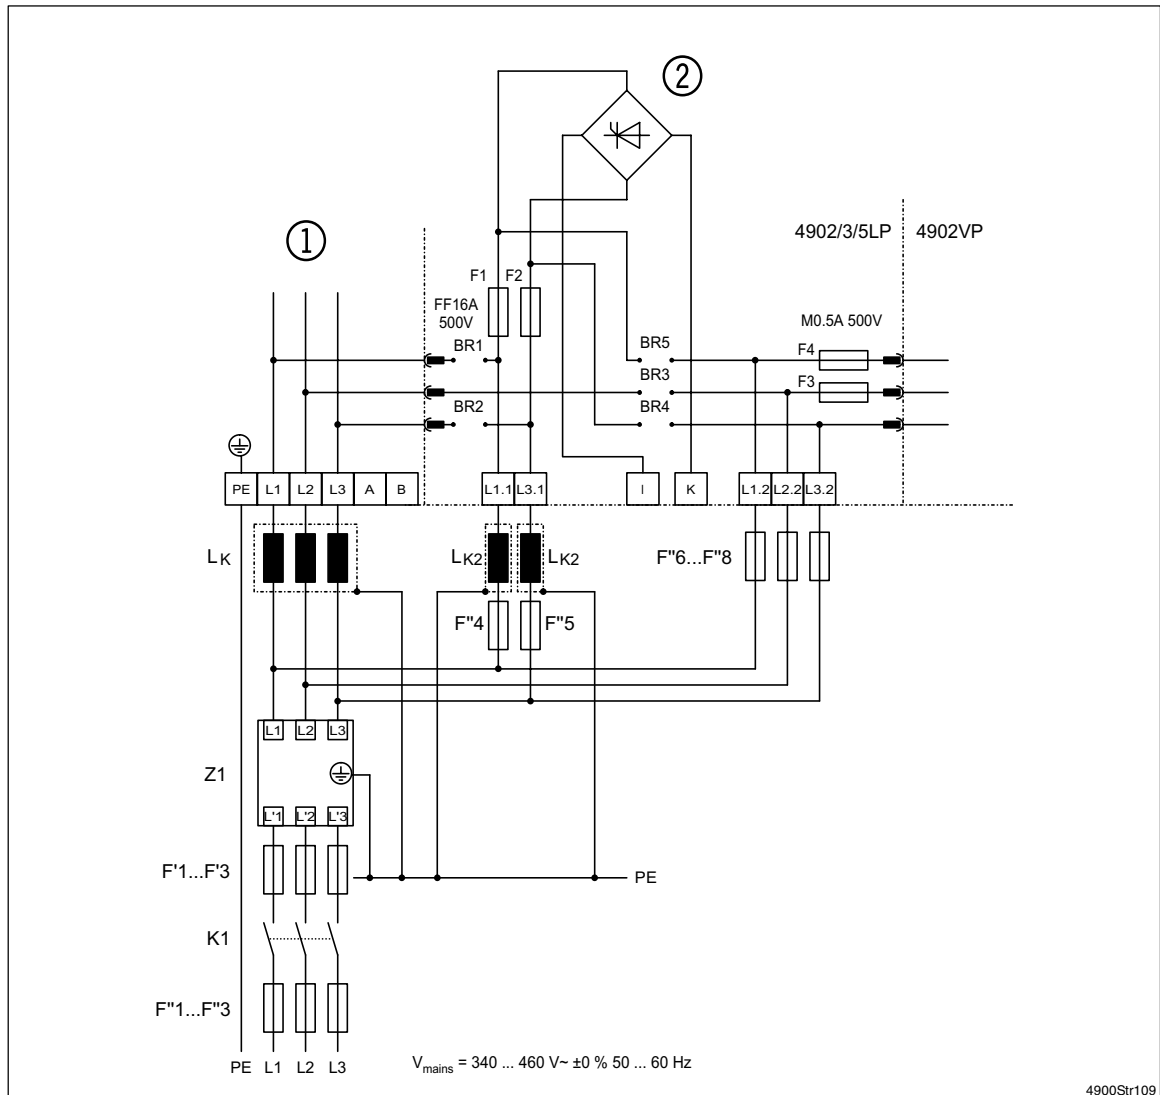 ②
①
4902/3/5LP 4902VP
F1 F2
FF16A
500V
M0.5A 500V
BR1 BR5 F4
BR3 F3
BR2 BR4
PE L1 L2 L3 A B L1.1 L3.1 I K L1.2 L2.2 L3.2
LK LK2 LK2 F"6...F"8
F"4 F"5
L1 L2 L3
Z1
L'1 L'2 L'3
F'1...F'3
PE
K1
F"1...F"3
PE L1 L2 L3
Vmains = 340 ... 460 V~ ±0 % 50 ... 60 Hz
4900Str109